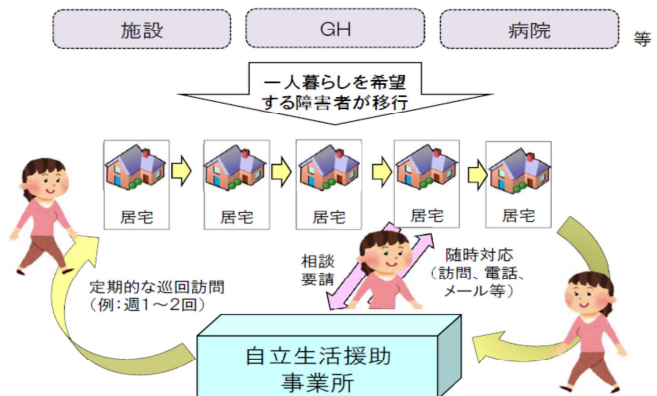 施設
GH
病院
等
一人暮らしを希望
する障害者が移行
居宅
居宅
居宅
居宅
居宅
定期的な巡回訪問
(例:週1~2回)
相談
要請
随時対応
(訪問、電話、
メール等)
自立生活援助
事業所